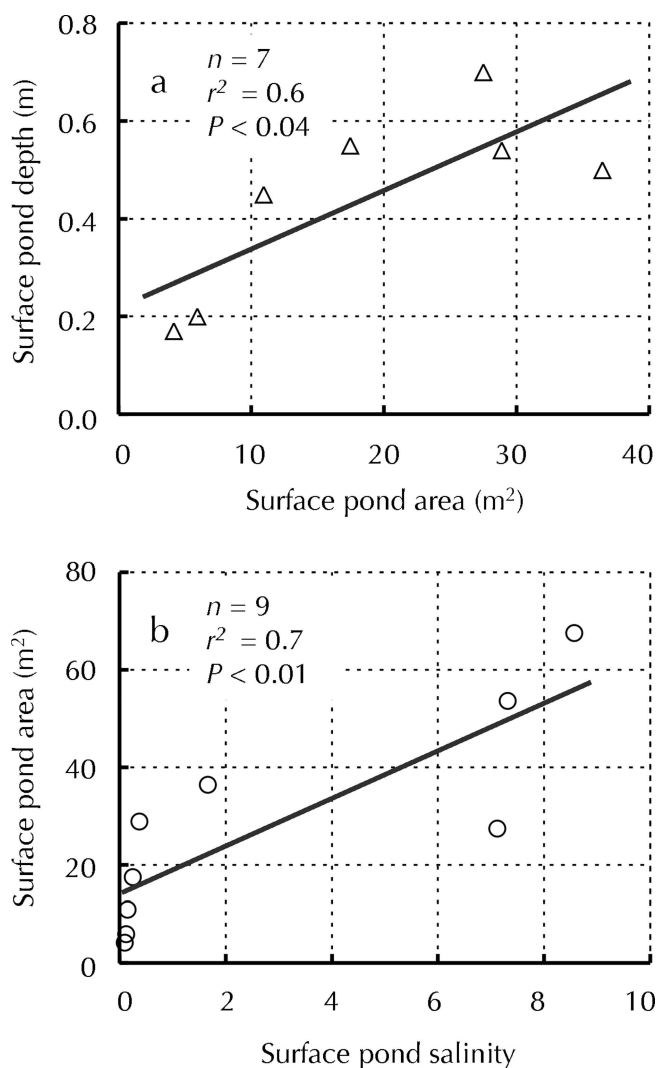 0.8
a
n = 7
r² = 0.6
P < 0.04
0.6
0.4
0.2
0.0
Surface pond depth (m)
0 10 20 30 40
Surface pond area (m²)
80
b
n = 9
r² = 0.7
P < 0.01
60
40
20
0
Surface pond area (m²)
0 2 4 6 8 10
Surface pond salinity